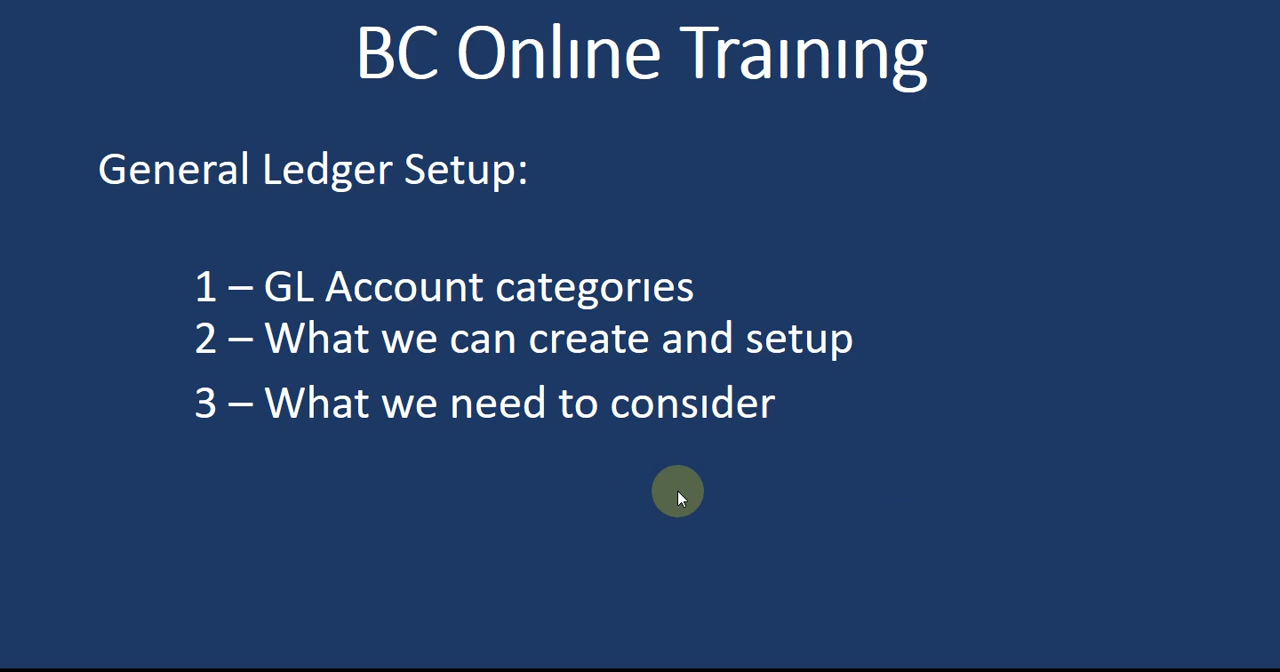 BC Online Training
General Ledger Setup:
1 – GL Account categories
2 – What we can create and setup
3 – What we need to consider